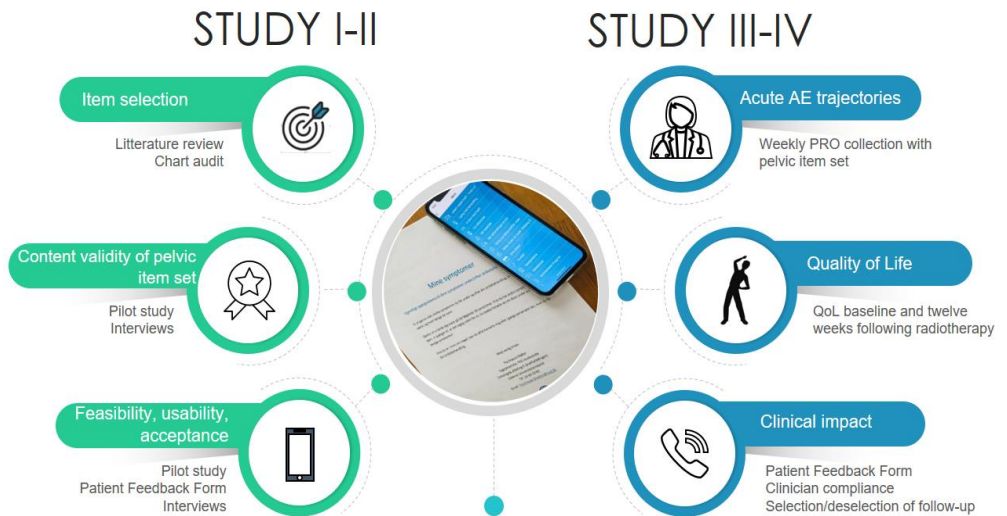 STUDY I-II
Item selection
Litterature review
Chart audit
Content validity of pelvic
item set
Pilot study
Interviews
Feasibility, usability,
acceptance
Pilot study
Patient Feedback Form
Interviews
Mine symptomer
STUDY III-IV
Acute AE trajectories
Weekly PRO collection with
pelvic item set
Quality of Life
QoL baseline and twelve
weeks following radiotherapy
Clinical impact
Patient Feedback Form
Clinician compliance
Selection/deselection of follow-up